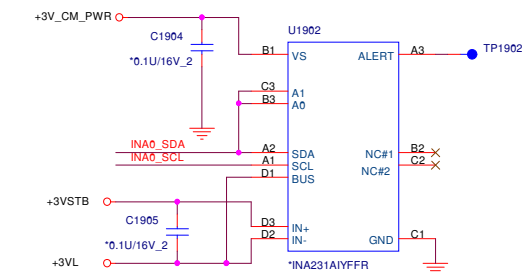 +3V_CM_PWR
C1904
*0.1U/16V_2
U1902
B1 VS
ALERT A3
TP1902
C3 A1
B3 A0
INA0_SDA A2 SDA
INA0_SCL A1 SCL
D1 BUS
NC#1 B2
NC#2 C2
+3VSTB
C1905
*0.1U/16V_2
+3VL
D3 IN+
D2 IN-
GND C1
*INA231AIYFFR